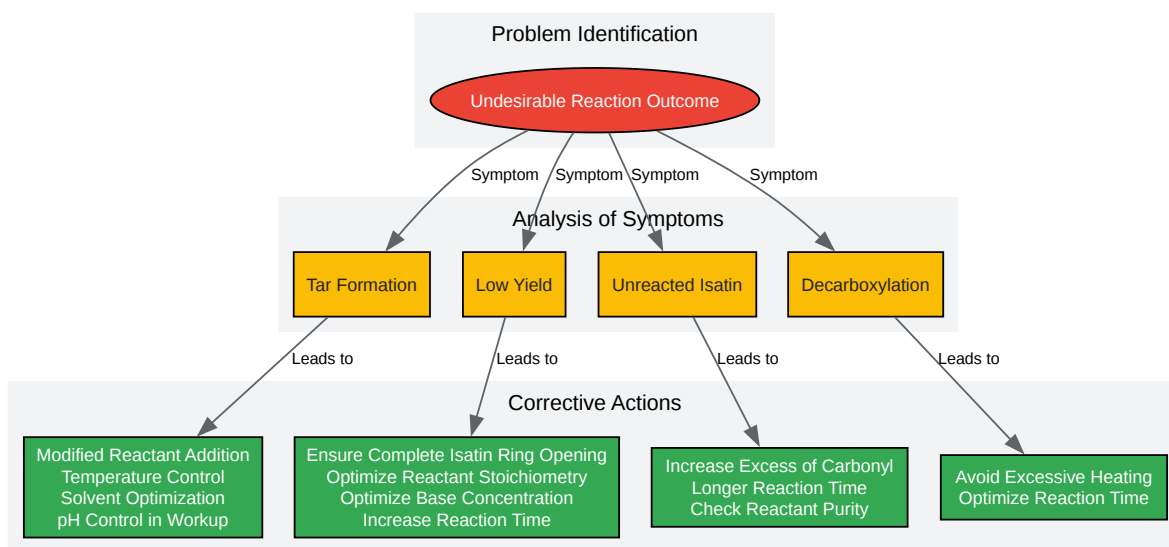 Problem Identification
Undesirable Reaction Outcome
Symptom
Symptom
Symptom
Symptom
Analysis of Symptoms
Tar Formation
Low Yield
Unreacted Isatin
Decarboxylation
Leads to
Leads to
Leads to
Leads to
Corrective Actions
Modified Reactant Addition
Temperature Control
Solvent Optimization
pH Control in Workup
Ensure Complete Isatin Ring Opening
Optimize Reactant Stoichiometry
Optimize Base Concentration
Increase Reaction Time
Increase Excess of Carbonyl
Longer Reaction Time
Check Reactant Purity
Avoid Excessive Heating
Optimize Reaction Time